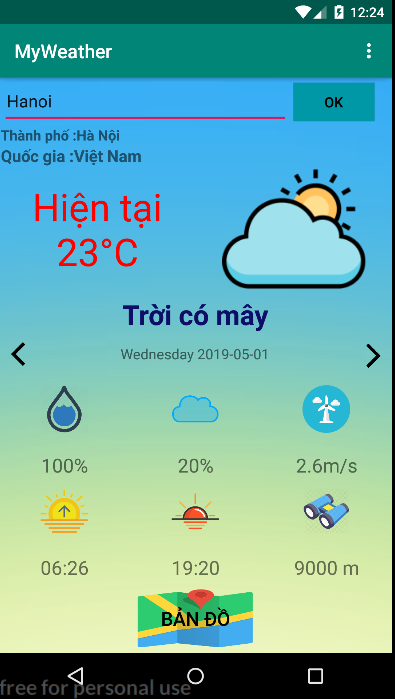 12:24
MyWeather
Hanoi
OK
Thành phố :Hà Nội
Quốc gia :Việt Nam
Hiện tại
23°C
Trời có mây
Wednesday 2019-05-01
100%
20%
2.6m/s
06:26
19:20
9000 m
BẢN ĐỒ
free for personal use